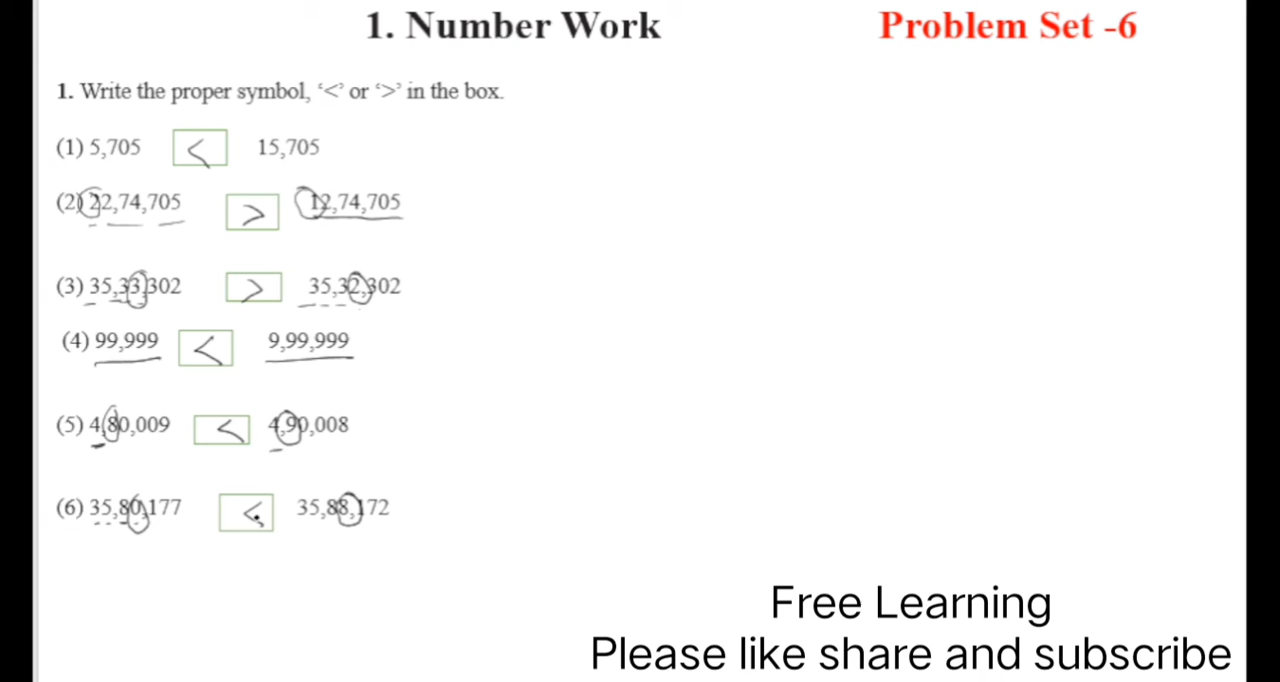 1. Number Work Problem Set -6
1. Write the proper symbol, ‘<’ or ‘>’ in the box.
(1) 5,705 < 15,705
(2) 22,74,705 > 12,74,705
(3) 35,33,302 > 35,32,302
(4) 99,999 < 9,99,999
(5) 4,80,009 < 4,90,008
(6) 35,80,177 < 35,88,172
Free Learning
Please like share and subscribe